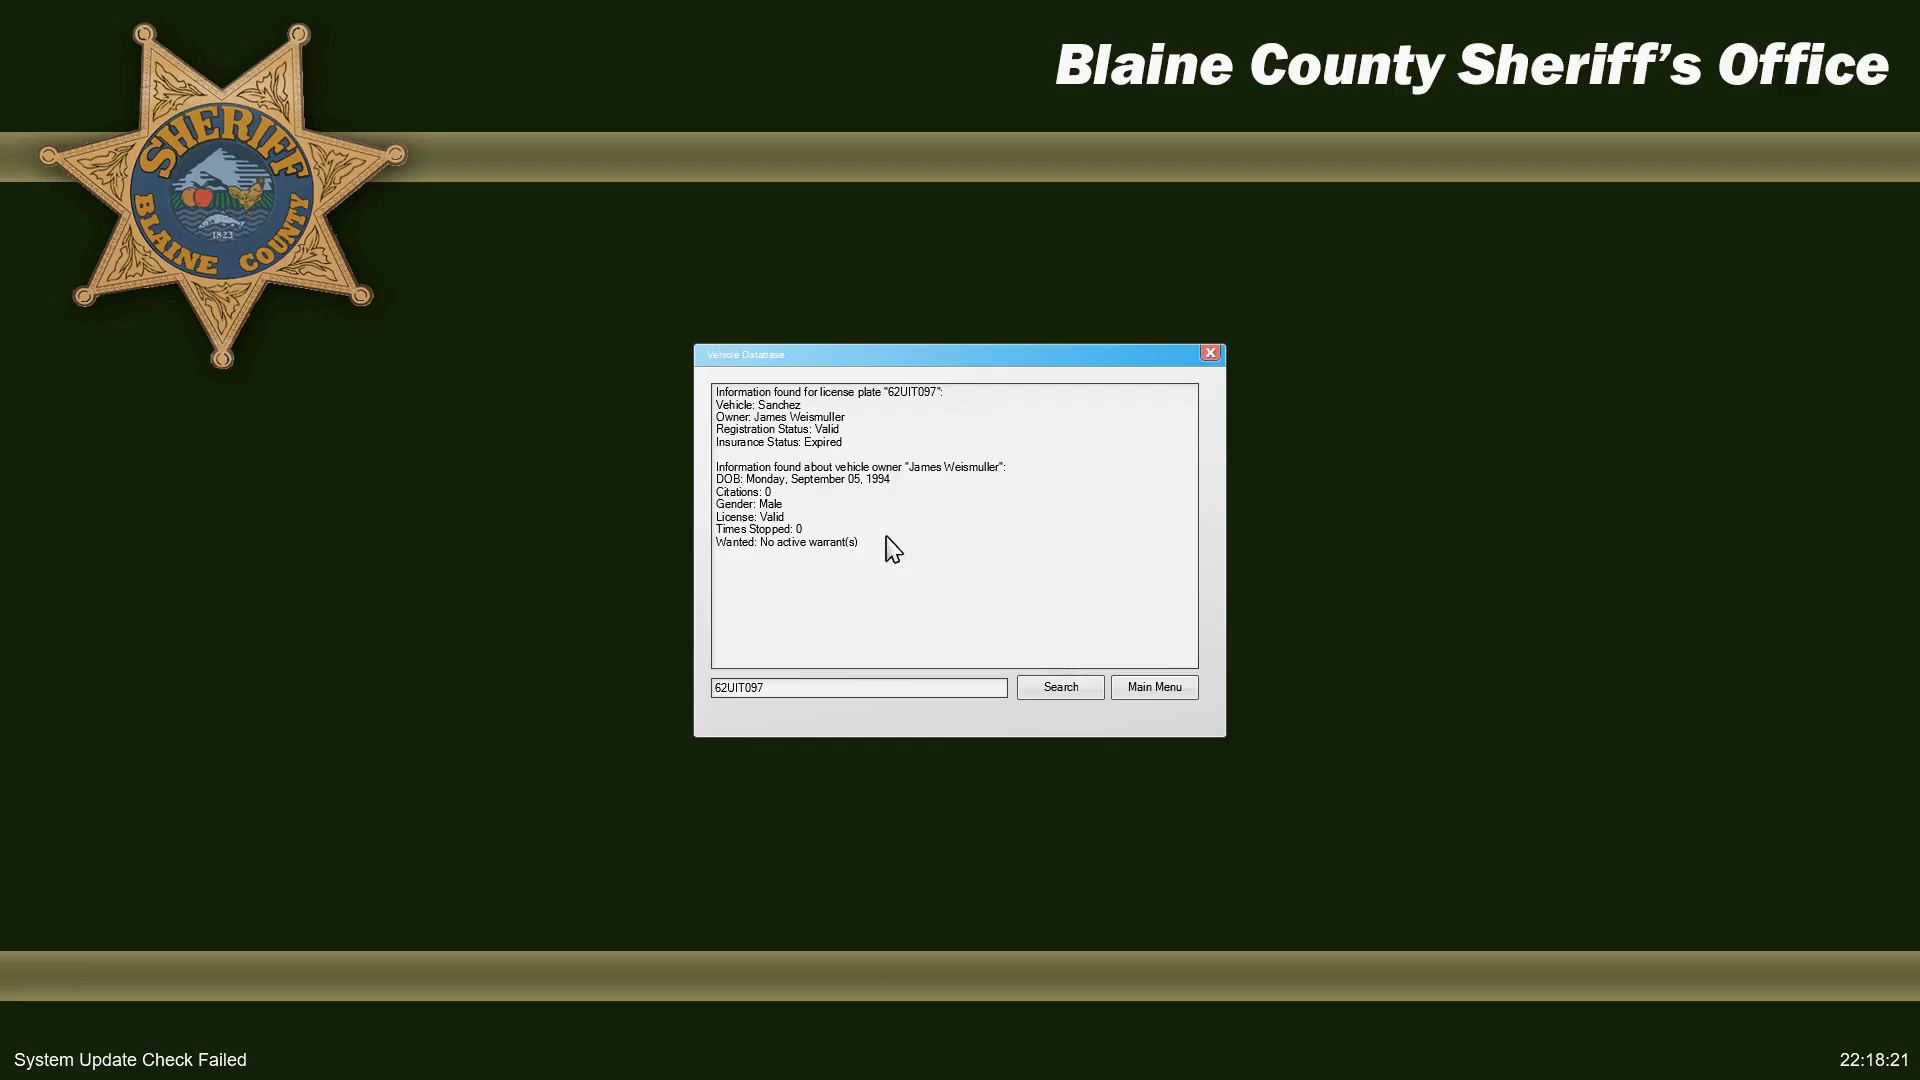 Blaine County Sheriff's Office
SHERIFF
1823
BLAINE COUNTY
Vehicle Database
X
Information found for license plate "62UIT097":
Vehicle: Sanchez
Owner: James Weismuller
Registration Status: Valid
Insurance Status: Expired
Information found about vehicle owner "James Weismuller":
DOB: Monday, September 05, 1994
Citations: 0
Gender: Male
License: Valid
Times Stopped: 0
Wanted: No active warrant(s)
62UIT097
Search
Main Menu
System Update Check Failed
22:18:21